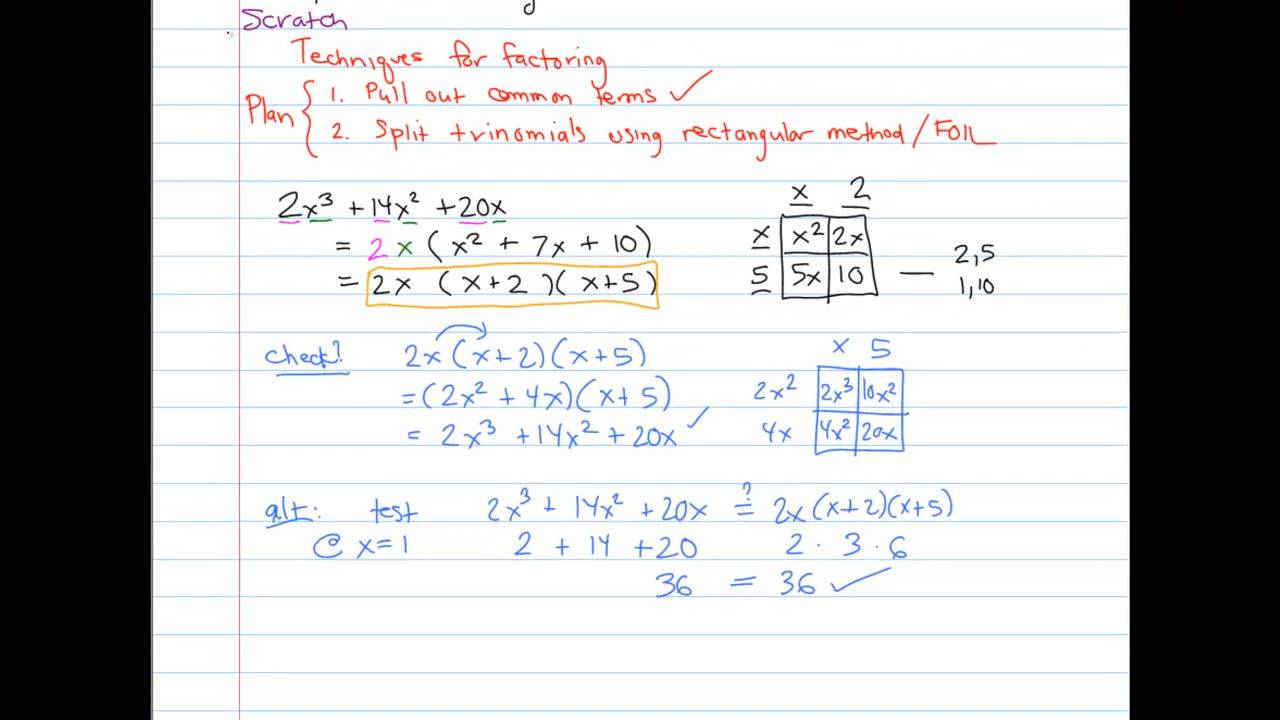 Scratch
Techniques for factoring
Plan { 1. Pull out common terms ✓
2. Split trinomials using rectangular method / FOIL
2x³ + 14x² + 20x
= 2x (x² + 7x + 10)
= 2x (x+2)(x+5)
x 2
x x² 2x
5 5x 10 — 2,5
1,10
check? 2x(x+2)(x+5)
= (2x² + 4x)(x+5)
= 2x³ + 14x² + 20x ✓
x 5
2x² 2x³ 10x²
4x 4x² 20x
alt: test 2x³ + 14x² + 20x ≟ 2x(x+2)(x+5)
@ x=1 2 + 14 + 20 2 · 3 · 6
36 = 36 ✓